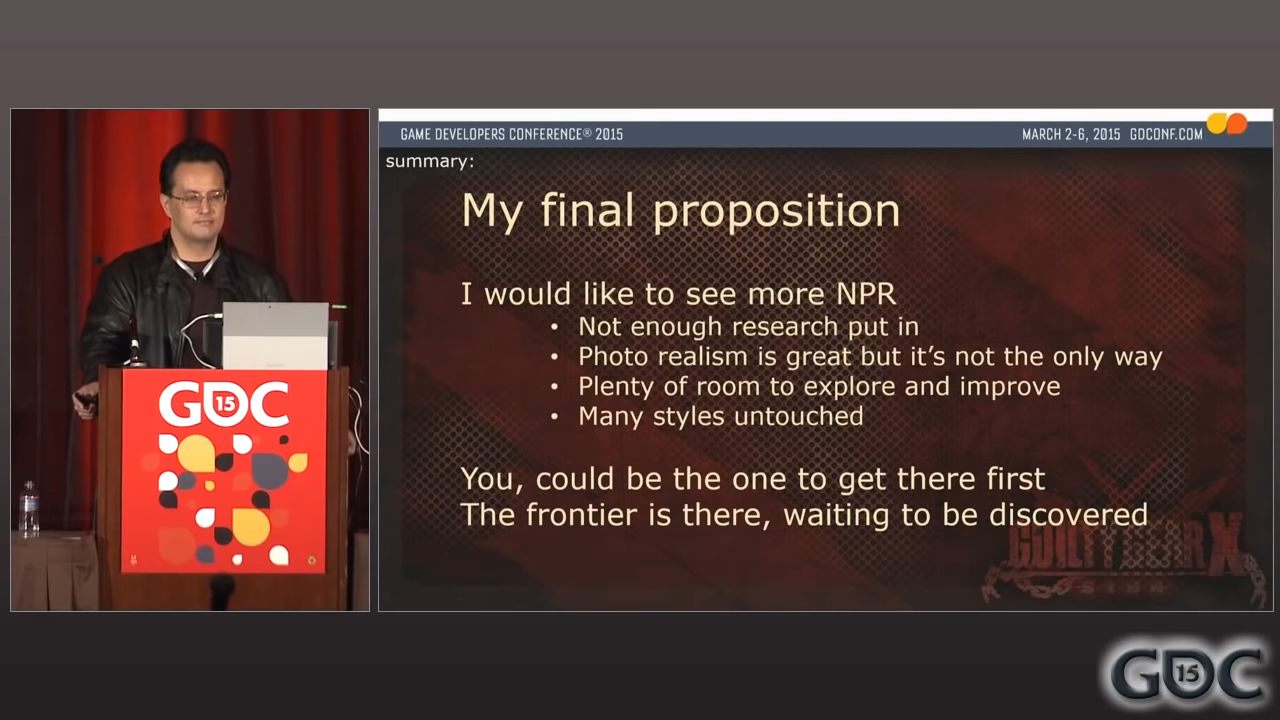 GAME DEVELOPERS CONFERENCE® 2015
MARCH 2-6, 2015 GDCONF.COM
summary:
My final proposition
I would like to see more NPR
• Not enough research put in
• Photo realism is great but it's not the only way
• Plenty of room to explore and improve
• Many styles untouched
You, could be the one to get there first
The frontier is there, waiting to be discovered
GUILTY GEAR X
GDC 15
GDC 15